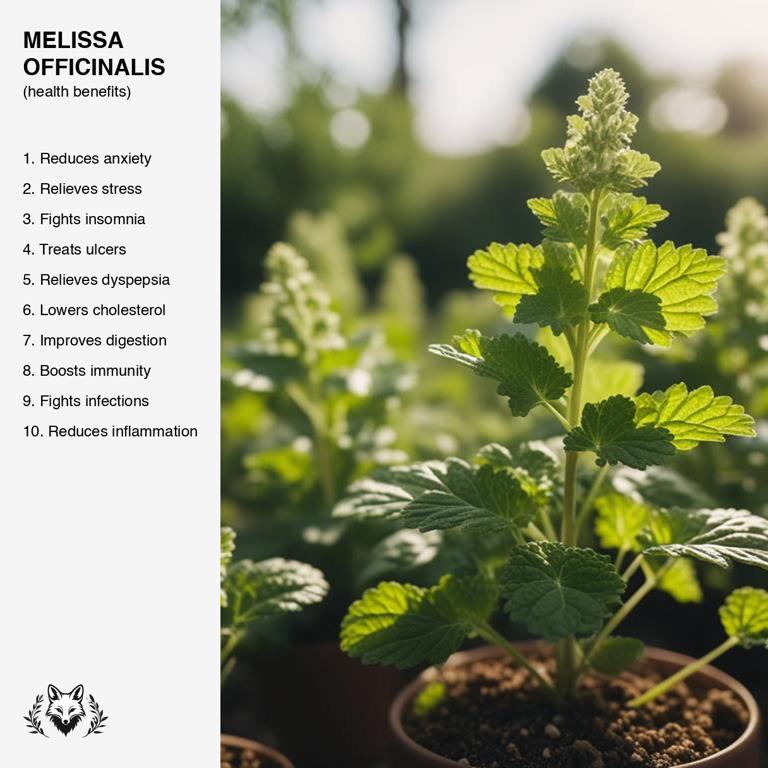 MELISSA
OFFICINALIS
(health benefits)
1. Reduces anxiety
2. Relieves stress
3. Fights insomnia
4. Treats ulcers
5. Relieves dyspepsia
6. Lowers cholesterol
7. Improves digestion
8. Boosts immunity
9. Fights infections
10. Reduces inflammation